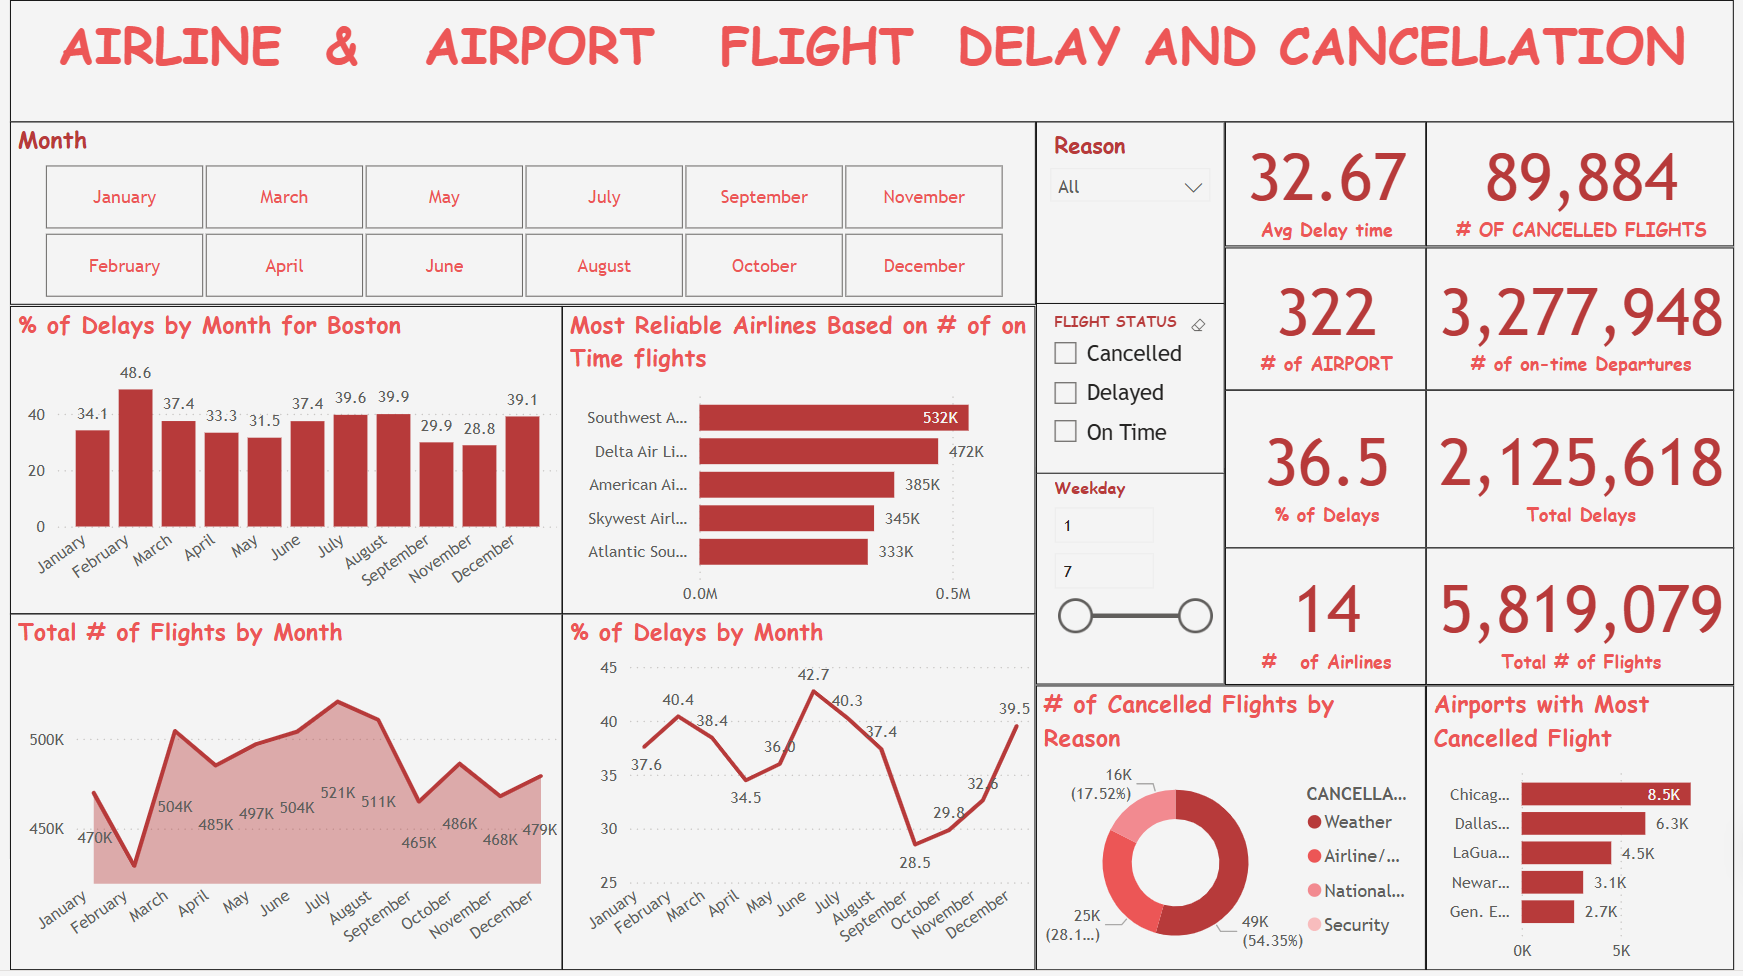 AIRLINE & AIRPORT FLIGHT DELAY AND CANCELLATION
Month
January
March
May
July
September
November
February
April
June
August
October
December
Reason
All
FLIGHT STATUS
Cancelled
Delayed
On Time
Weekday
1
7
32.67
Avg Delay time
89,884
# OF CANCELLED FLIGHTS
322
# of AIRPORT
3,277,948
# of on-time Departures
36.5
% of Delays
2,125,618
Total Delays
14
# of Airlines
5,819,079
Total # of Flights
% of Delays by Month for Boston
40
20
0
34.1
48.6
37.4
33.3
31.5
37.4
39.6
39.9
29.9
28.8
39.1
January
February
March
April
May
June
July
August
September
November
December
Most Reliable Airlines Based on # of on
Time flights
Southwest A... 532K
Delta Air Li... 472K
American Ai... 385K
Skywest Airl... 345K
Atlantic Sou... 333K
0.0M 0.5M
Total # of Flights by Month
500K
450K
470K
504K
485K
497K
504K
521K
511K
465K
486K
468K
479K
January
February
March
April
May
June
July
August
September
October
November
December
% of Delays by Month
45
40
35
30
25
37.6
40.4
38.4
34.5
36.0
42.7
40.3
37.4
28.5
29.8
32.6
39.5
January
February
March
April
May
June
July
August
September
October
November
December
# of Cancelled Flights by
Reason
16K
(17.52%)
25K
(28.1...)
49K
(54.35%)
CANCELLA...
Weather
Airline/...
National...
Security
Airports with Most
Cancelled Flight
Chicag... 8.5K
Dallas... 6.3K
LaGua... 4.5K
Newar... 3.1K
Gen. E... 2.7K
0K 5K